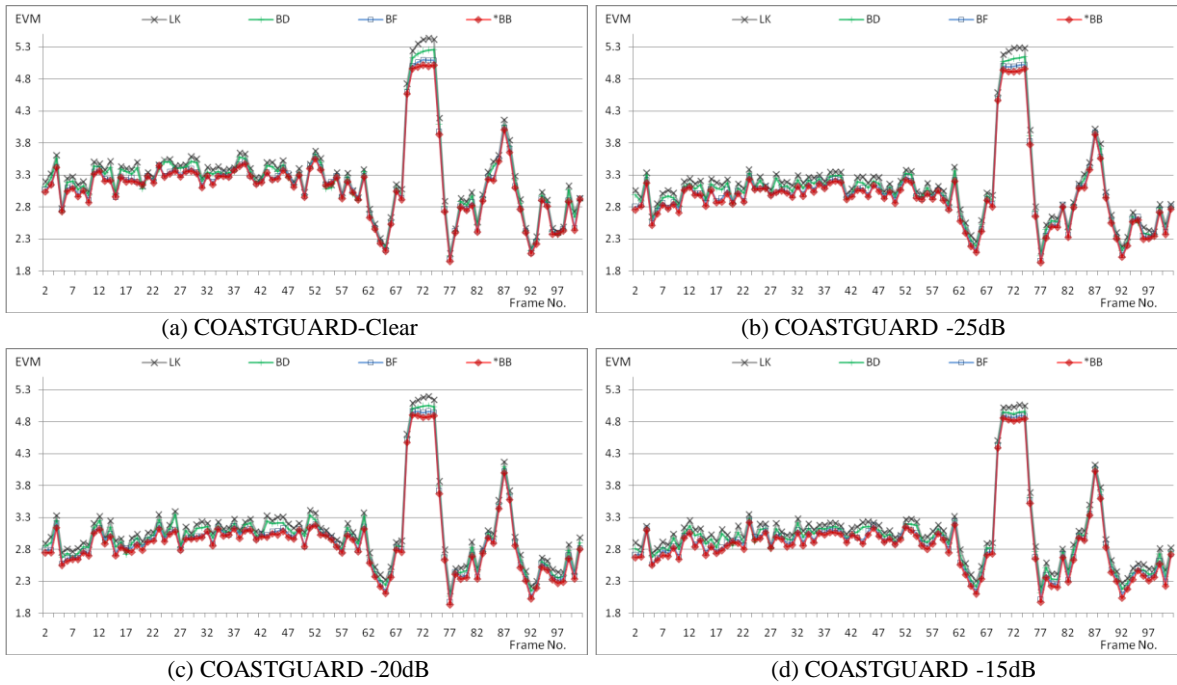 EVM LK BD BF *BB
5.3
4.8
4.3
3.8
3.3
2.8
2.3
1.8
2 7 12 17 22 27 32 37 42 47 52 57 62 67 72 77 82 87 92 97
Frame No.
(a) COASTGUARD-Clear
EVM LK BD BF *BB
5.3
4.8
4.3
3.8
3.3
2.8
2.3
1.8
2 7 12 17 22 27 32 37 42 47 52 57 62 67 72 77 82 87 92 97
Frame No.
(b) COASTGUARD -25dB
EVM LK BD BF *BB
5.3
4.8
4.3
3.8
3.3
2.8
2.3
1.8
2 7 12 17 22 27 32 37 42 47 52 57 62 67 72 77 82 87 92 97
Frame No.
(c) COASTGUARD -20dB
EVM LK BD BF *BB
5.3
4.8
4.3
3.8
3.3
2.8
2.3
1.8
2 7 12 17 22 27 32 37 42 47 52 57 62 67 72 77 82 87 92 97
Frame No.
(d) COASTGUARD -15dB